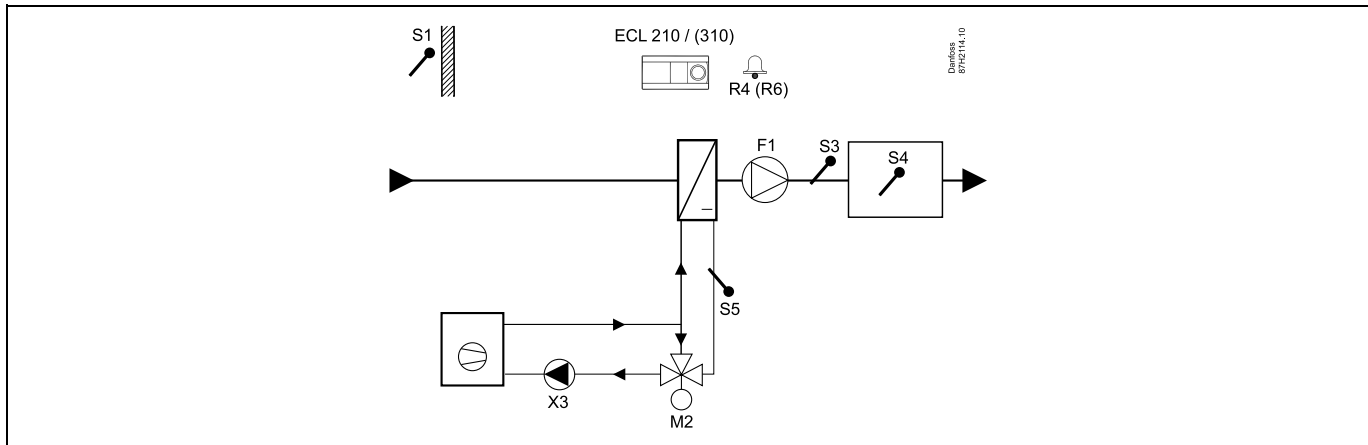 S1
ECL 210 / (310)
R4 (R6)
Danfoss
87H2114.10
F1
S3
S4
S5
X3
M2